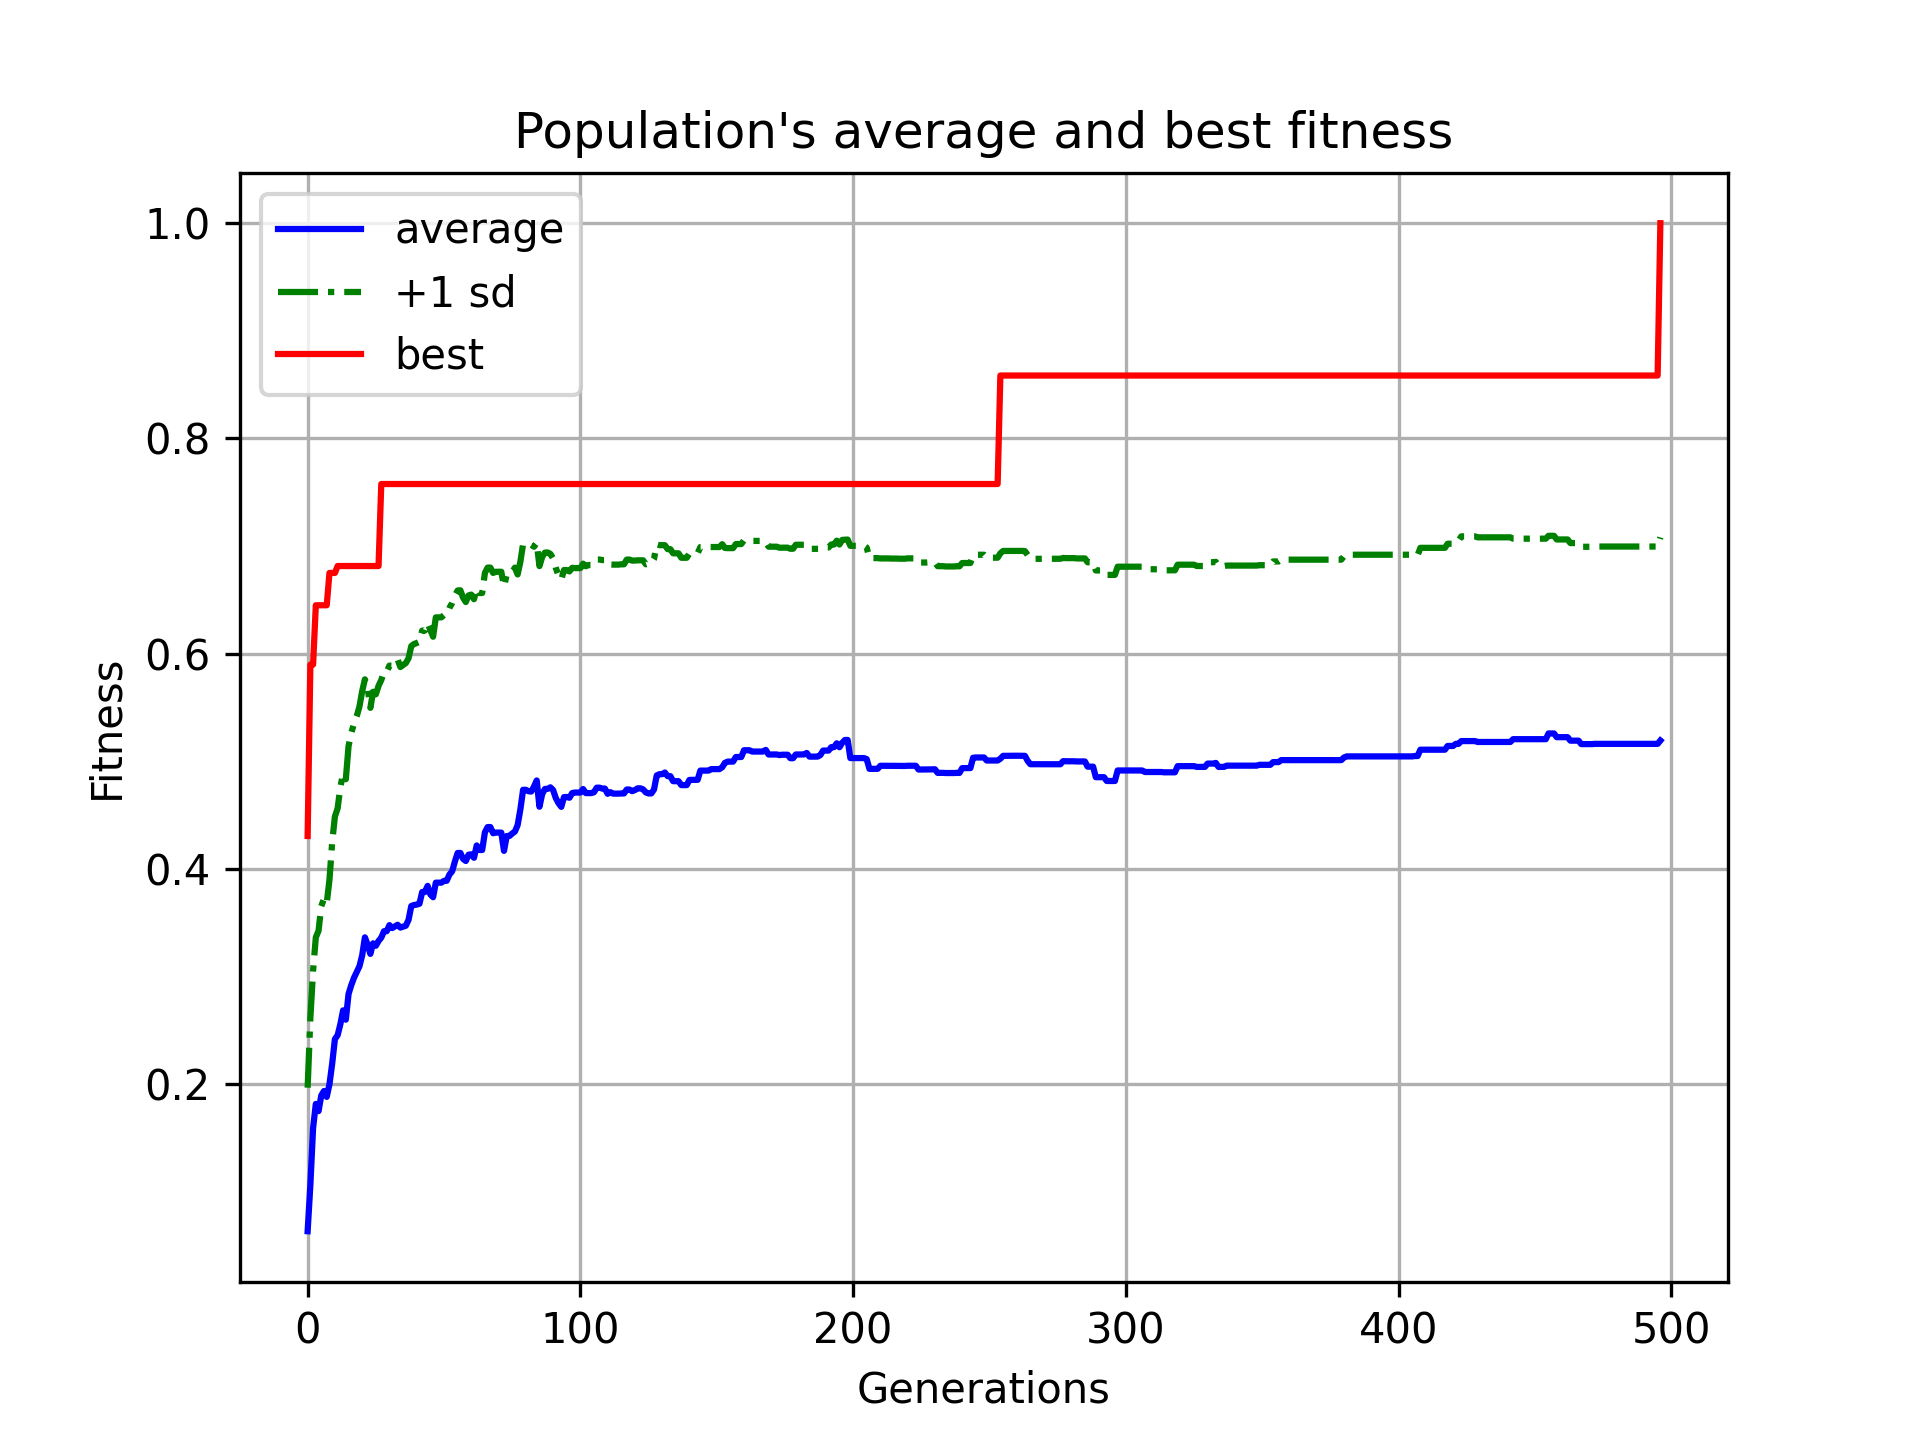 Population's average and best fitness
average
+1 sd
best
1.0
0.8
0.6
0.4
0.2
Fitness
0 100 200 300 400 500
Generations